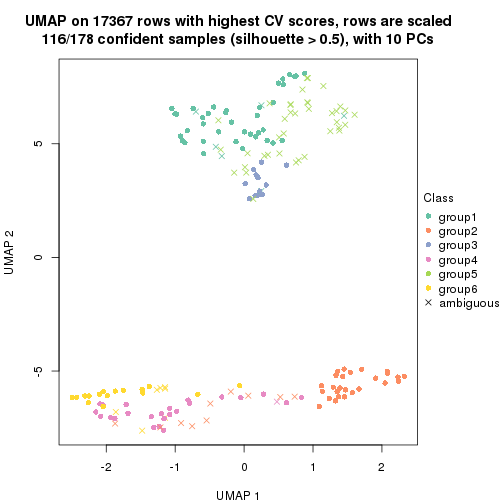 UMAP on 17367 rows with highest CV scores, rows are scaled
116/178 confident samples (silhouette > 0.5), with 10 PCs
5
0
-5
UMAP 2
-2
-1
0
1
2
UMAP 1
Class
group1
group2
group3
group4
group5
group6
ambiguous